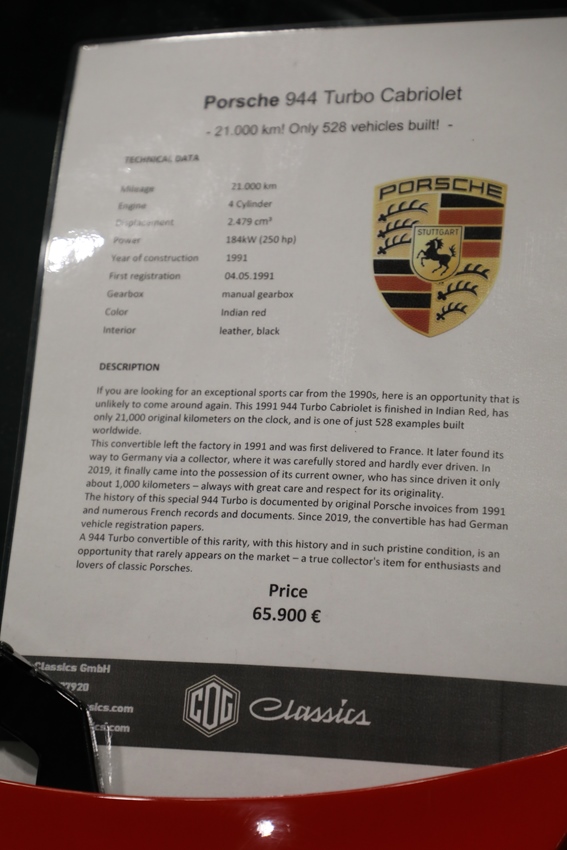 Porsche 944 Turbo Cabriolet
- 21.000 km! Only 528 vehicles built! -
TECHNICAL DATA
Mileage 21.000 km
Engine 4 Cylinder
Displacement 2.479 cm³
Power 184kW (250 hp)
Year of construction 1991
First registration 04.05.1991
Gearbox manual gearbox
Color Indian red
Interior leather, black
PORSCHE
STUTTGART
DESCRIPTION
If you are looking for an exceptional sports car from the 1990s, here is an opportunity that is
unlikely to come around again. This 1991 944 Turbo Cabriolet is finished in Indian Red, has
only 21,000 original kilometers on the clock, and is one of just 528 examples built
worldwide.
This convertible left the factory in 1991 and was first delivered to France. It later found its
way to Germany via a collector, where it was carefully stored and hardly ever driven. In
2019, it finally came into the possession of its current owner, who has since driven it only
about 1,000 kilometers – always with great care and respect for its originality.
The history of this special 944 Turbo is documented by original Porsche invoices from 1991
and numerous French records and documents. Since 2019, the convertible has had German
vehicle registration papers.
A 944 Turbo convertible of this rarity, with this history and in such pristine condition, is an
opportunity that rarely appears on the market – a true collector's item for enthusiasts and
lovers of classic Porsches.
Price
65.900 €
Classics GmbH
7920
sics.com
cs.com
COG Classics